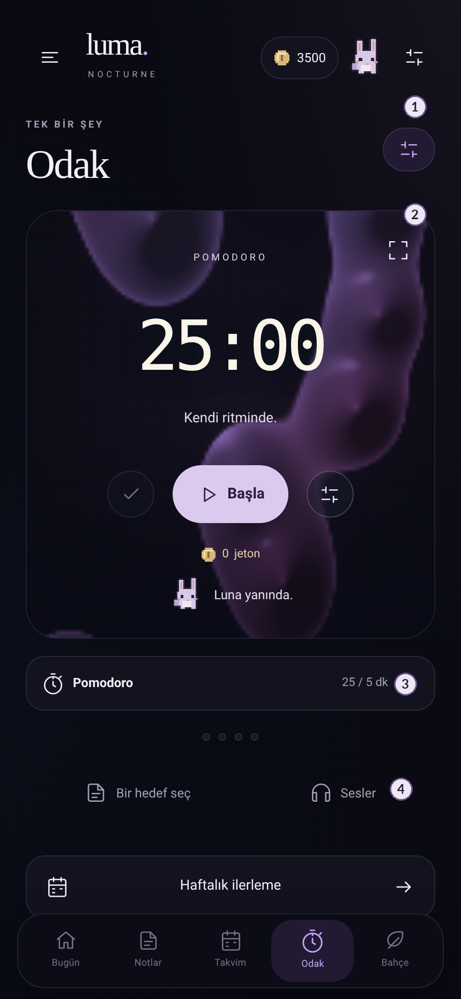 luma.
NOCTURNE
3500
1
TEK BİR ŞEY
Odak
2
POMODORO
25:00
Kendi ritminde.
Başla
0 jeton
Luna yanında.
Pomodoro
25 / 5 dk
3
Bir hedef seç
Sesler
4
Haftalık ilerleme
Bugün
Notlar
Takvim
Odak
Bahçe